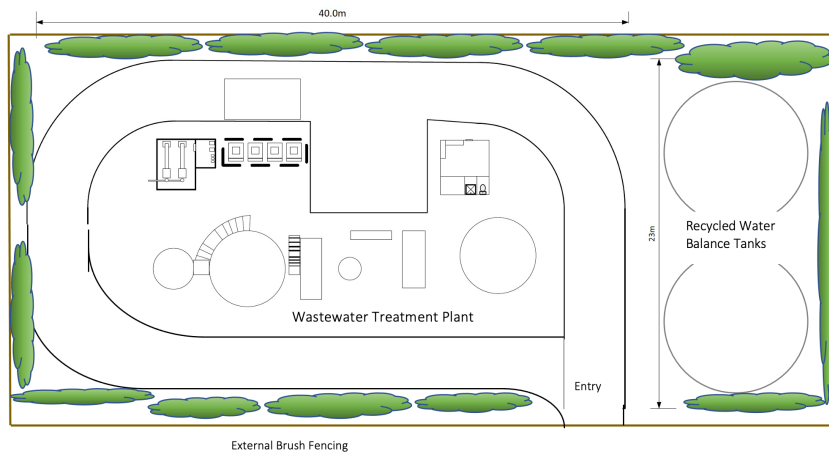 40.0m
23m
Recycled Water
Balance Tanks
Wastewater Treatment Plant
Entry
External Brush Fencing